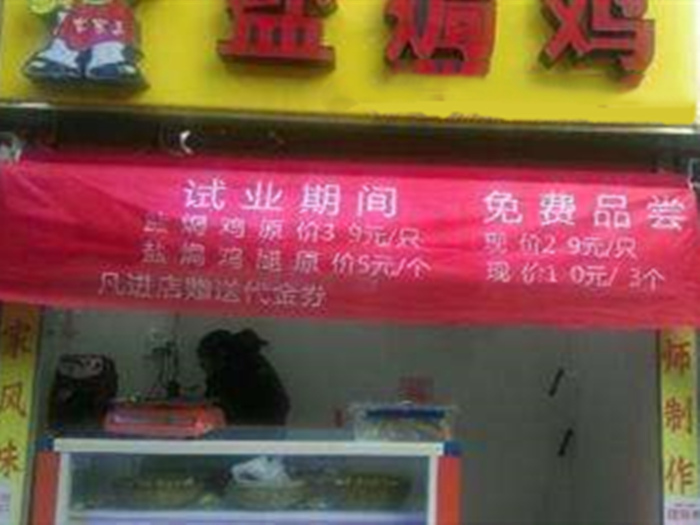 盐焗鸡
试业期间 免费品尝
盐焗鸡原价39元/只 现价29元/只
盐焗鸡腿原价5元/个 现价10元/3个
凡进店赠送代金券
家风味
师制作